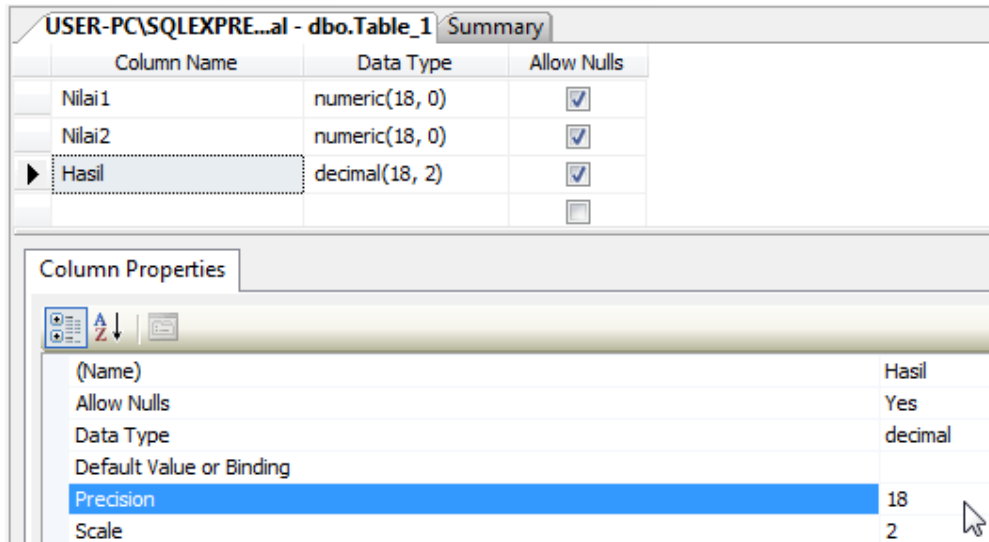 USER-PC\SQLEXPRE...al - dbo.Table_1 Summary
Column Name Data Type Allow Nulls
Nilai1 numeric(18, 0)
Nilai2 numeric(18, 0)
Hasil decimal(18, 2)
Column Properties
A
Z
(Name) Hasil
Allow Nulls Yes
Data Type decimal
Default Value or Binding
Precision 18
Scale 2